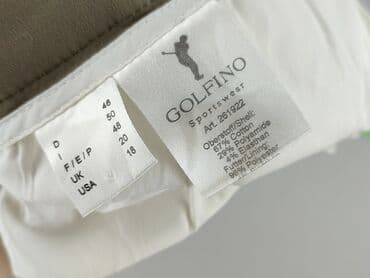 D 46
I 50
F/E/P 48
UK 20
USA 18
GOLFINO
Sportswear
Art. 261922
Oberstoff/Shell:
67% Cotton
29% Polyamide
4% Elasthan
Futter/Lining:
96% Polyester